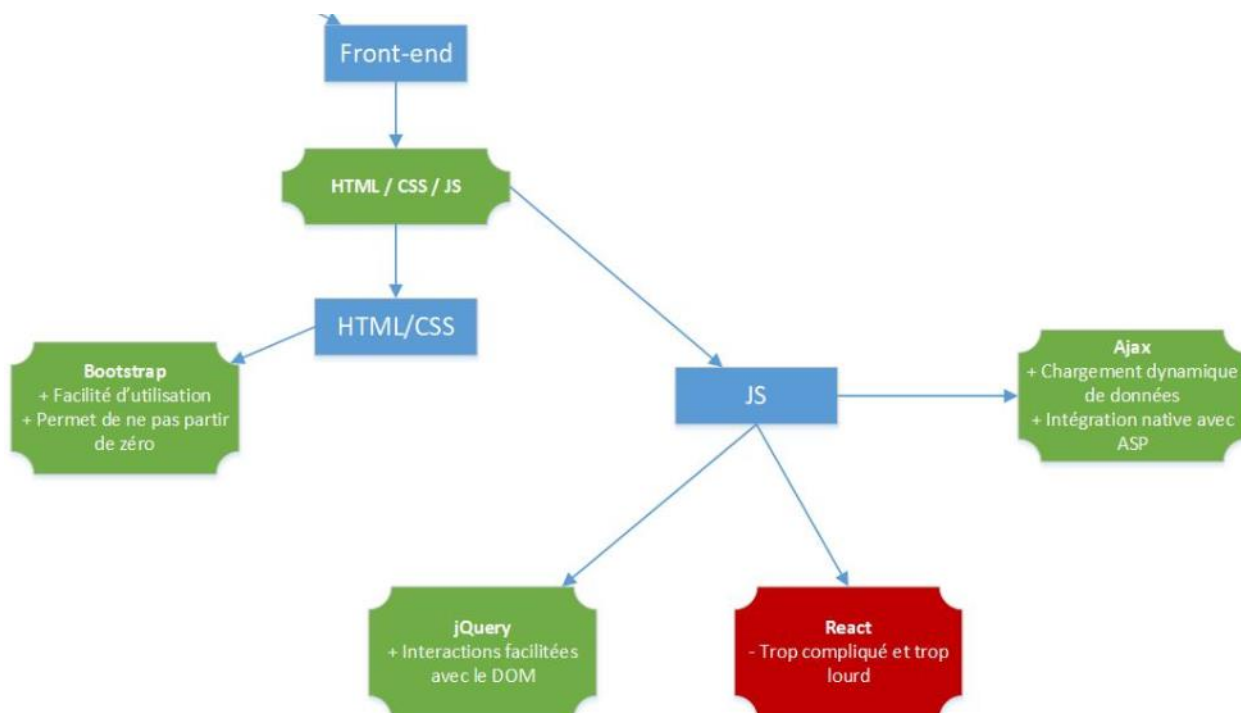 Front-end
HTML / CSS / JS
HTML/CSS
Bootstrap
+ Facilité d'utilisation
+ Permet de ne pas partir
de zéro
JS
Ajax
+ Chargement dynamique
de données
+ Intégration native avec
ASP
jQuery
+ Interactions facilitées
avec le DOM
React
- Trop compliqué et trop
lourd